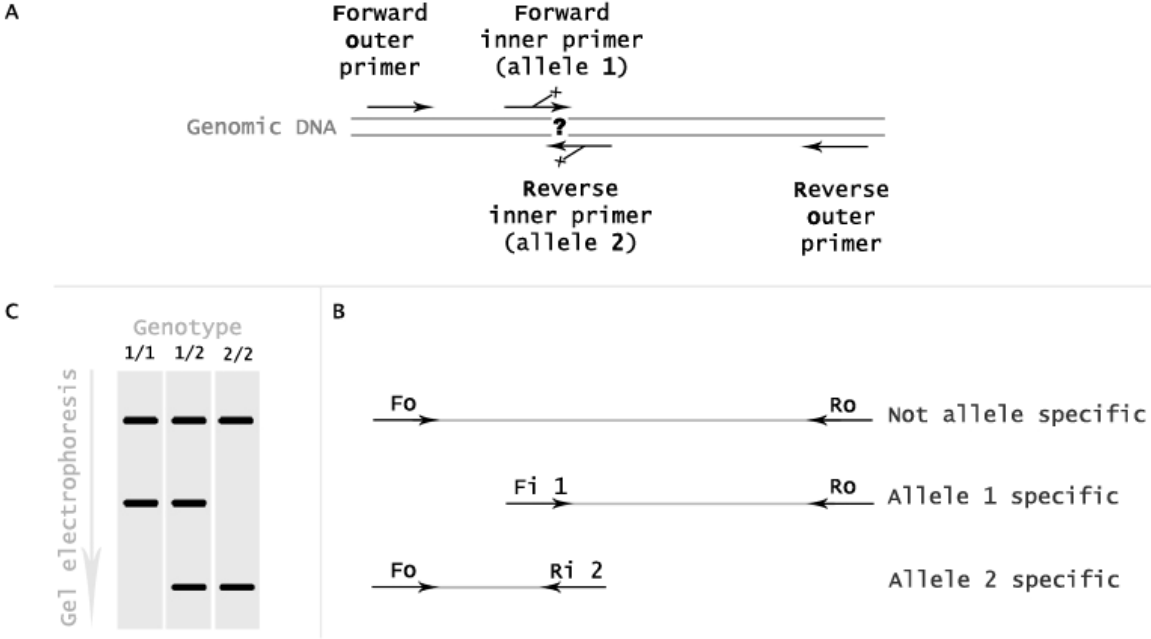 A
Forward
outer
primer
Forward
inner primer
(allele 1)
+
Genomic DNA
?
+
Reverse
inner primer
(allele 2)
Reverse
outer
primer
C
Genotype
1/1 1/2 2/2
Gel electrophoresis
B
Fo Ro Not allele specific
Fi 1 Ro Allele 1 specific
Fo Ri 2 Allele 2 specific